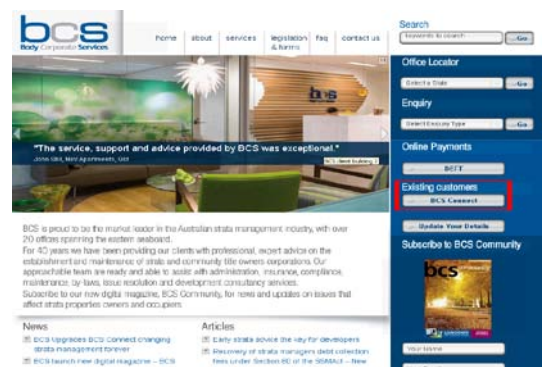 bcs
Body Corporate Services
home
about
services
legislation & forms
faq
contact us
Search
keywords to search
Go
Office Locator
Select a State
Go
Enquiry
Select Enquiry Type
Go
Online Payments
DEFT
Existing customers
BCS Connect
Update Your Details
Subscribe to BCS Community
bcs
Your Name
bcs
"The service, support and advice provided by BCS was exceptional."
BCS is proud to be the market leader in the Australian strata management industry, with over
20 offices spanning the eastern seaboard.
For 40 years we have been providing our clients with professional, expert advice on the
establishment and maintenance of strata and community title owners corporations. Our
approachable team are ready and able to assist with administration, insurance, compliance,
maintenance, by-laws, issue resolution and development consultancy services.
Subscribe to our new digital magazine, BCS Community, for news and updates on issues that
affect strata properties owners and occupiers.
News
BCS Upgrades BCS Connect changing
strata management forever
BCS launch new digital magazine – BCS
Articles
Early strata advice the key for developers
Recovery of strata managers debt collection
fees under Section 80 of the SSMAct – New